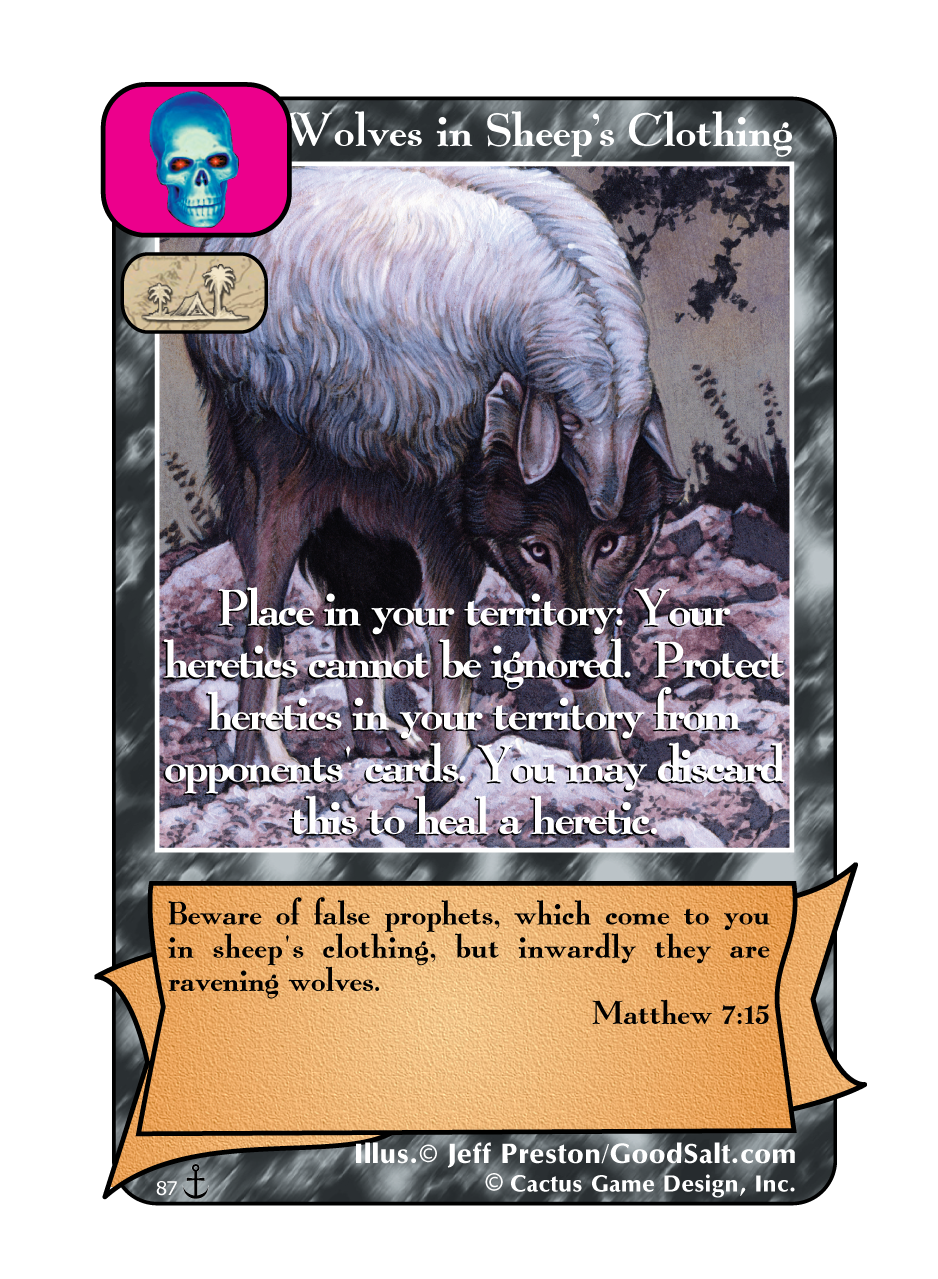 Wolves in Sheep's Clothing
Place in your territory: Your
heretics cannot be ignored. Protect
heretics in your territory from
opponents' cards. You may discard
this to heal a heretic.
Beware of false prophets, which come to you
in sheep's clothing, but inwardly they are
ravening wolves.
Matthew 7:15
Illus.© Jeff Preston/GoodSalt.com
© Cactus Game Design, Inc.
87